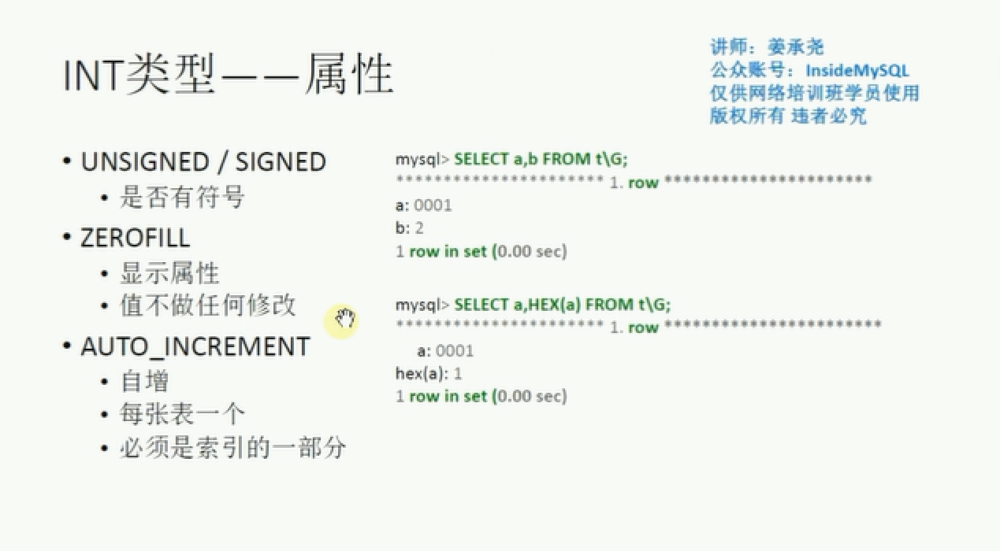 INT类型——属性
讲师：姜承尧
公众账号：InsideMySQL
仅供网络培训班学员使用
版权所有 违者必究
• UNSIGNED / SIGNED
• 是否有符号
• ZEROFILL
• 显示属性
• 值不做任何修改
• AUTO_INCREMENT
• 自增
• 每张表一个
• 必须是索引的一部分
mysql> SELECT a,b FROM t\G;
********************** 1. row **********************
a: 0001
b: 2
1 row in set (0.00 sec)
mysql> SELECT a,HEX(a) FROM t\G;
********************** 1. row ***********************
a: 0001
hex(a): 1
1 row in set (0.00 sec)